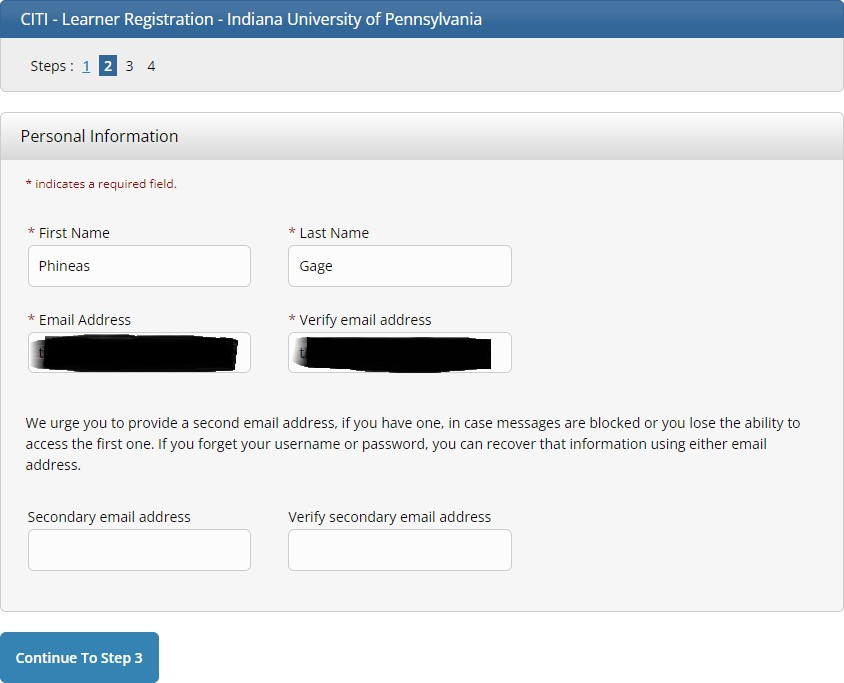 CITI - Learner Registration - Indiana University of Pennsylvania
Steps : 1 2 3 4
Personal Information
* indicates a required field.
* First Name * Last Name
Phineas Gage
* Email Address * Verify email address
We urge you to provide a second email address, if you have one, in case messages are blocked or you lose the ability to
access the first one. If you forget your username or password, you can recover that information using either email
address.
Secondary email address Verify secondary email address
Continue To Step 3